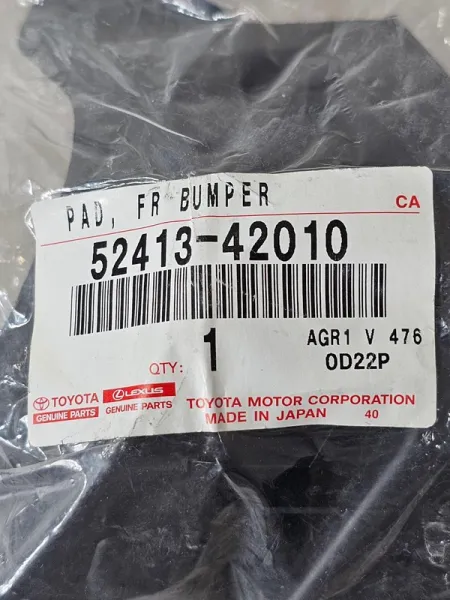 PAD, FR BUMPER
CA
52413-42010
QTY: 1
AGR1 V 476
0D22P
TOYOTA
GENUINE PARTS
LEXUS
GENUINE PARTS
TOYOTA MOTOR CORPORATION
MADE IN JAPAN 40